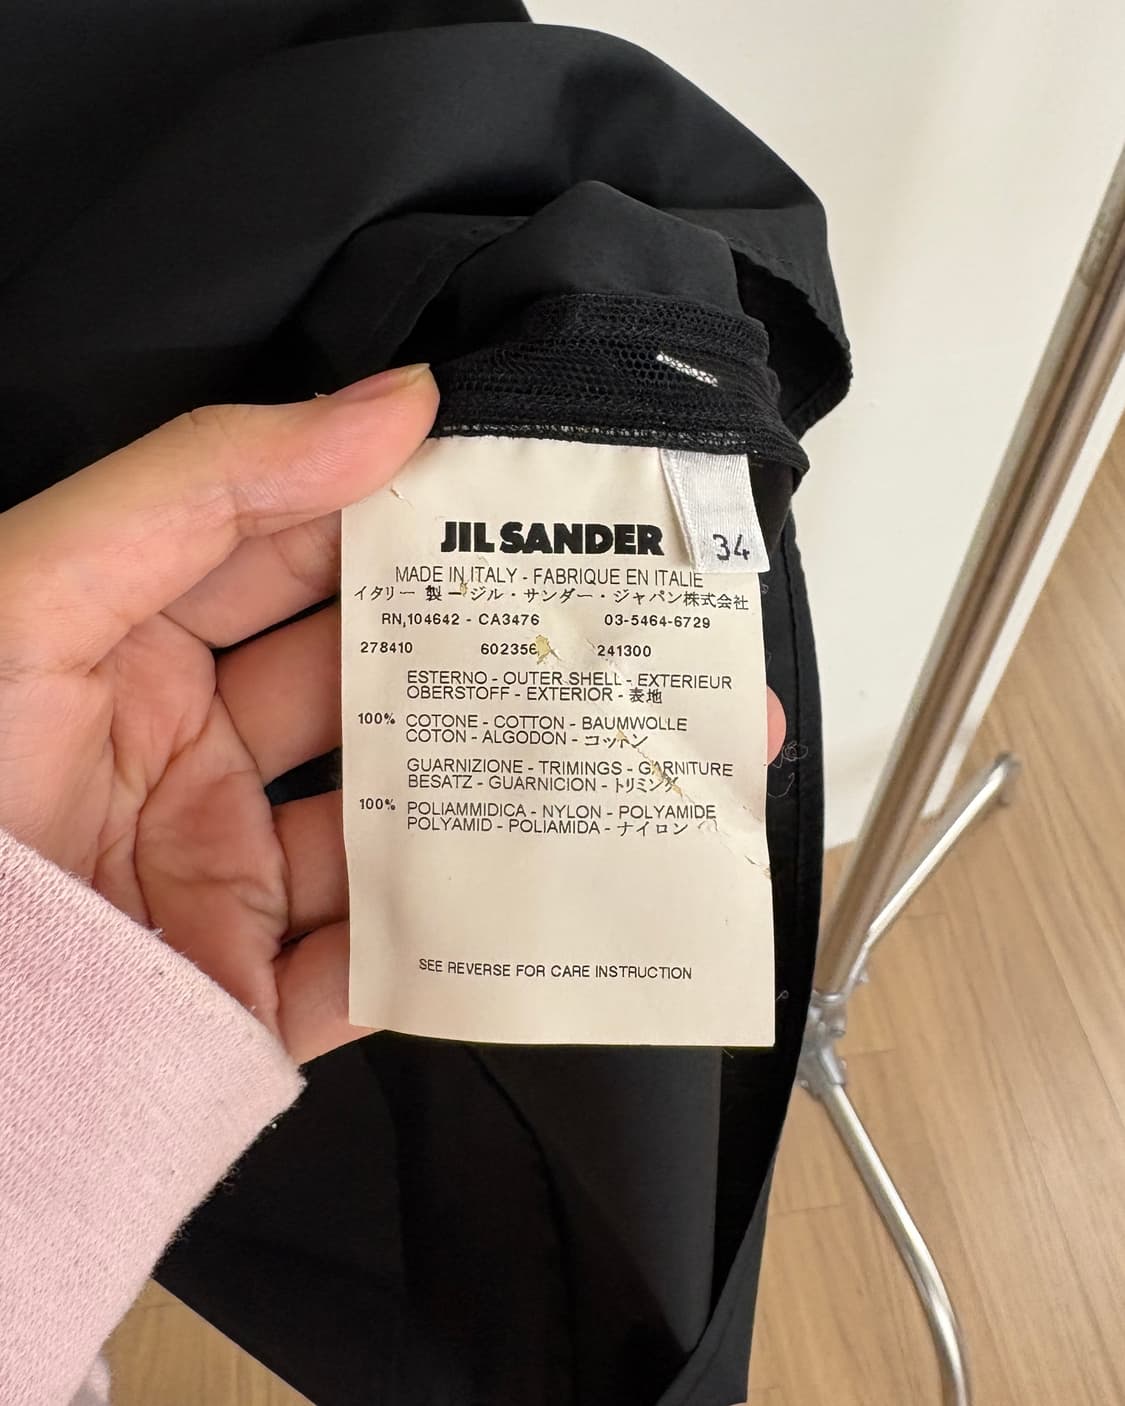 JIL SANDER
34
MADE IN ITALY - FABRIQUE EN ITALIE
イタリー 製 ー ジル・サンダー・ジャパン株式会社
RN,104642 - CA3476 03-5464-6729
278410 602356 241300
ESTERNO - OUTER SHELL - EXTERIEUR
OBERSTOFF - EXTERIOR - 表地
100% COTONE - COTTON - BAUMWOLLE
COTON - ALGODON - コットン
GUARNIZIONE - TRIMINGS - GARNITURE
BESATZ - GUARNICION - トリミング
100% POLIAMMIDICA - NYLON - POLYAMIDE
POLYAMID - POLIAMIDA - ナイロン
SEE REVERSE FOR CARE INSTRUCTION